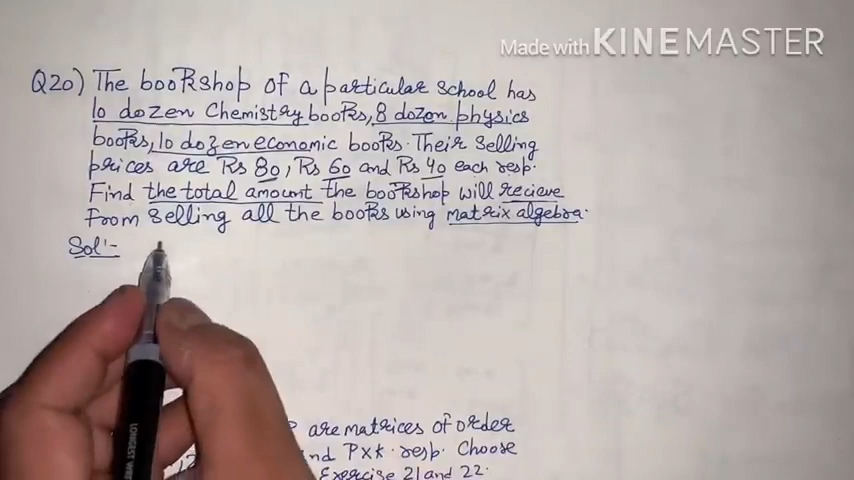 Made with KINEMASTER
Q20) The bookshop of a particular school has
10 dozen Chemistry books, 8 dozen physics
books, 10 dozen economic books. Their selling
prices are Rs 80, Rs 60 and Rs 40 each resp.
Find the total amount the bookshop will recieve
from selling all the books using matrix algebra.
Sol':-
are matrices of order
and P×k. resp. Choose
Exercise 21 and 22.